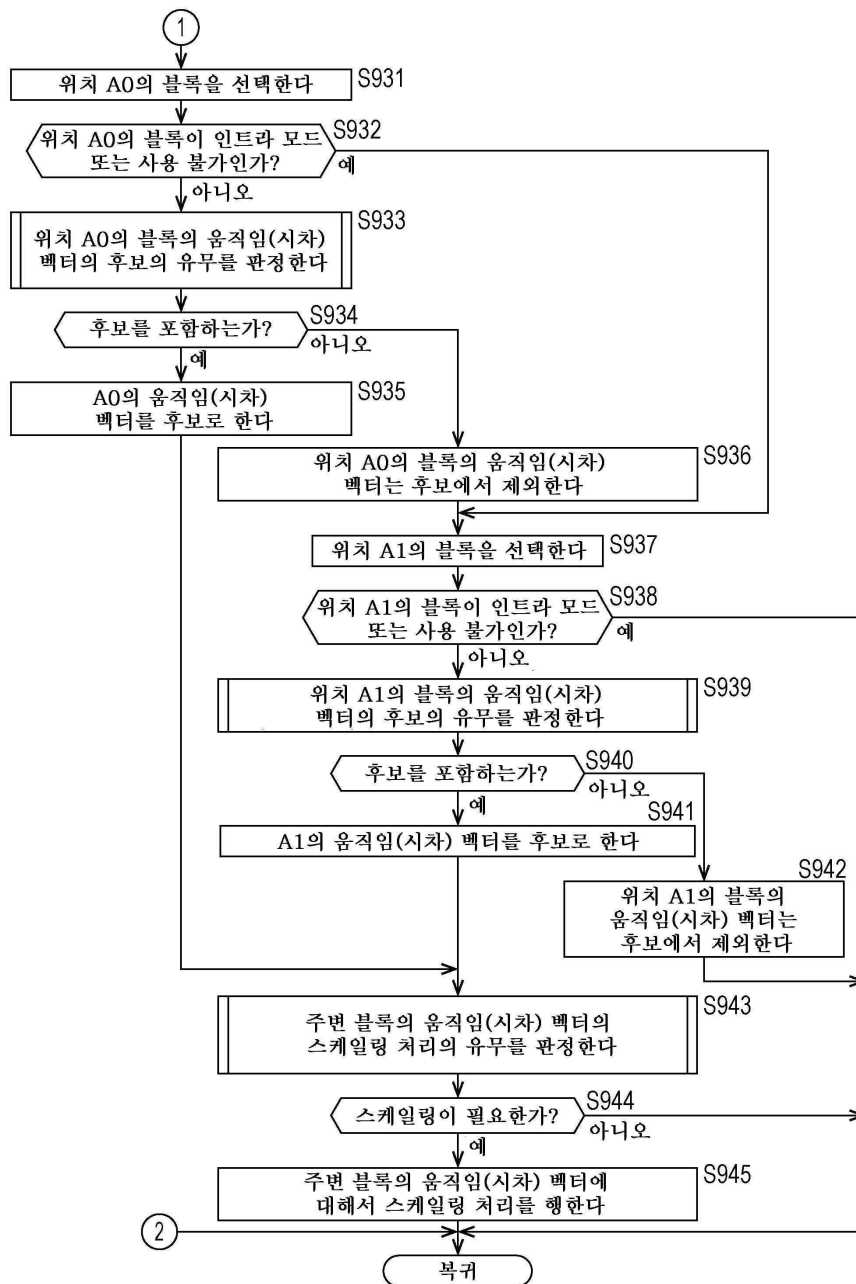 1
위치 A0의 블록을 선택한다 S931
위치 A0의 블록이 인트라 모드
또는 사용 불가인가?
S932
예
아니오
위치 A0의 블록의 움직임(시차)
벡터의 후보의 유무를 판정한다
S933
후보를 포함하는가?
S934
아니오
예
A0의 움직임(시차)
벡터를 후보로 한다
S935
위치 A0의 블록의 움직임(시차)
벡터는 후보에서 제외한다
S936
위치 A1의 블록을 선택한다 S937
위치 A1의 블록이 인트라 모드
또는 사용 불가인가?
S938
예
아니오
위치 A1의 블록의 움직임(시차)
벡터의 후보의 유무를 판정한다
S939
후보를 포함하는가?
S940
아니오
예
S941
A1의 움직임(시차) 벡터를 후보로 한다
S942
위치 A1의 블록의
움직임(시차) 벡터는
후보에서 제외한다
주변 블록의 움직임(시차) 벡터의
스케일링 처리의 유무를 판정한다
S943
스케일링이 필요한가?
S944
아니오
예
주변 블록의 움직임(시차) 벡터에
대해서 스케일링 처리를 행한다
S945
2
복귀